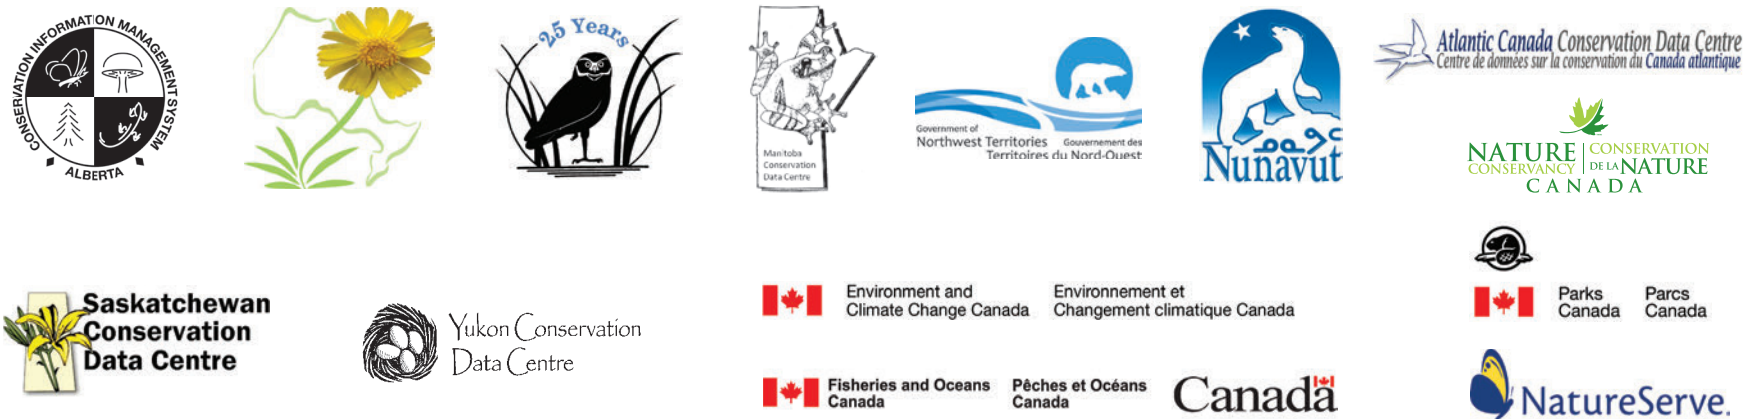 CONSERVATION INFORMATION MANAGEMENT SYSTEM
ALBERTA
25 Years
Manitoba
Conservation
Data Centre
Government of
Northwest Territories
Gouvernement des
Territoires du Nord-Ouest
ᓄᓇᕗᑦ
Nunavut
Atlantic Canada Conservation Data Centre
Centre de données sur la conservation du Canada atlantique
NATURE CONSERVATION
CONSERVANCY DE LA NATURE
CANADA
Saskatchewan
Conservation
Data Centre
Yukon Conservation
Data Centre
Environment and Environnement et
Climate Change Canada Changement climatique Canada
Parks Parcs
Canada Canada
Fisheries and Oceans Pêches et Océans
Canada Canada
Canada
NatureServe.